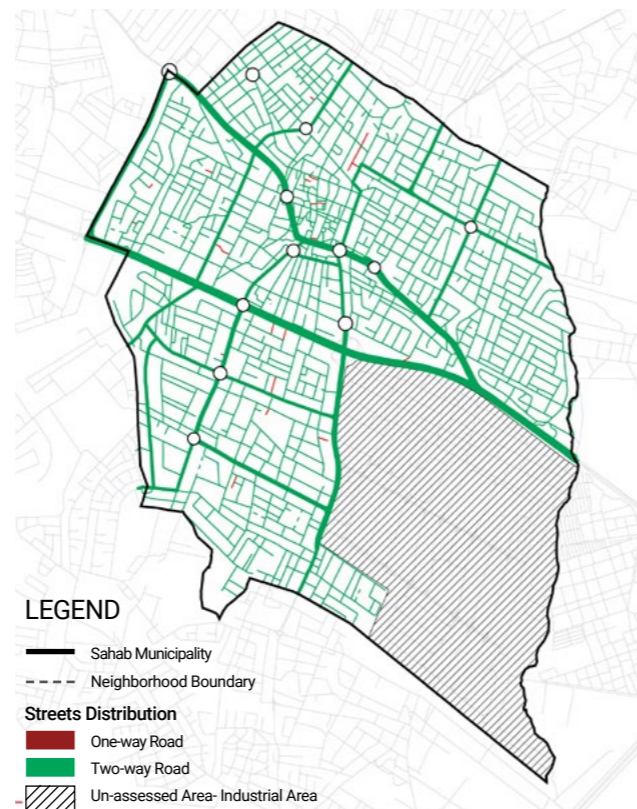 LEGEND
Sahab Municipality
Neighborhood Boundary
Streets Distribution
One-way Road
Two-way Road
Un-assessed Area- Industrial Area